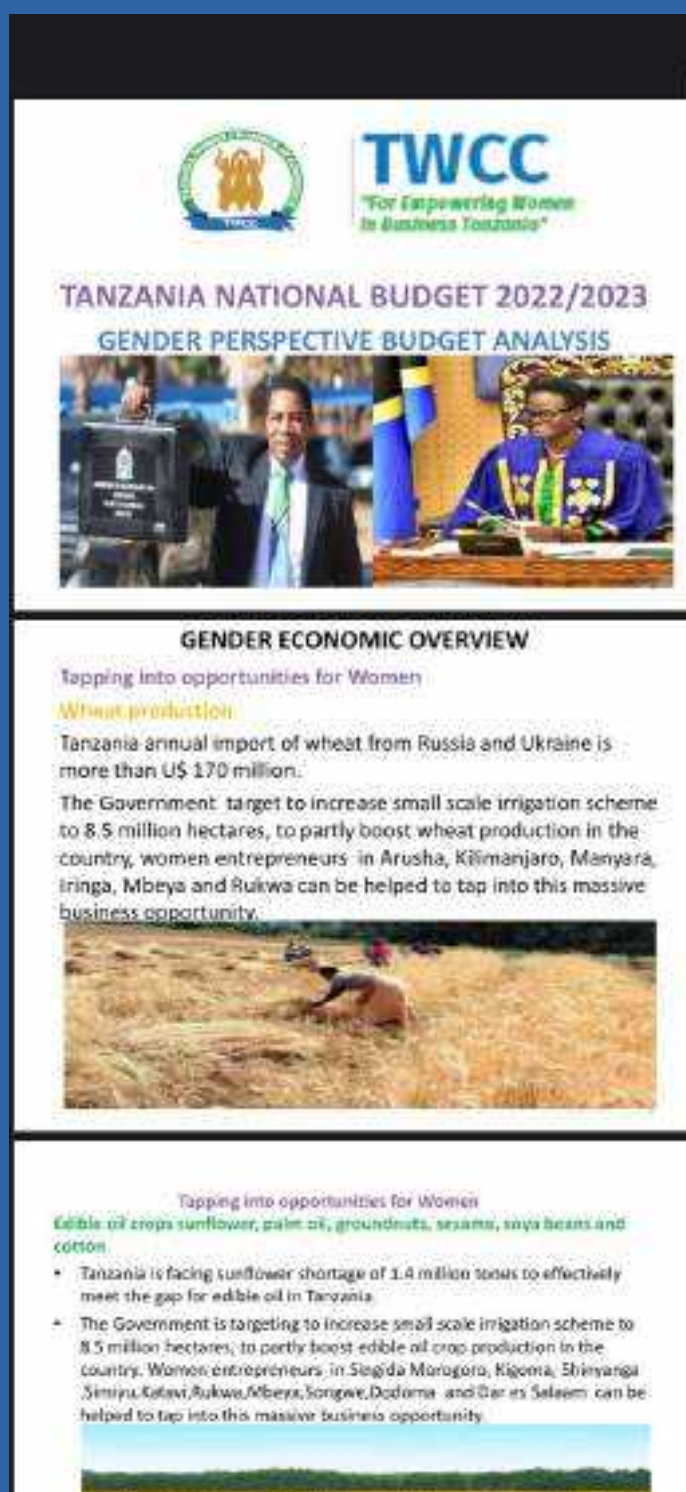 TWCC
TWCC
"For Empowering Women
In Business Tanzania"
TANZANIA NATIONAL BUDGET 2022/2023
GENDER PERSPECTIVE BUDGET ANALYSIS
GENDER ECONOMIC OVERVIEW
Tapping into opportunities for Women
Wheat production
Tanzania annual import of wheat from Russia and Ukraine is
more than U$ 170 million.
The Government target to increase small scale irrigation scheme
to 8.5 million hectares, to partly boost wheat production in the
country, women entrepreneurs in Arusha, Kilimanjaro, Manyara,
Iringa, Mbeya and Rukwa can be helped to tap into this massive
business opportunity.
Tapping into opportunities for Women
Edible oil crops sunflower, palm oil, groundnuts, sesame, soya beans and
cotton
• Tanzania is facing sunflower shortage of 1.4 million tones to effectively
meet the gap for edible oil in Tanzania
• The Government is targeting to increase small scale irrigation scheme to
8.5 million hectares, to partly boost edible oil crop production in the
country. Women entrepreneurs in Singida Morogoro, Kigoma, Shinyanga
,Simiyu,Katavi,Rukwa,Mbeya,Songwe,Dodoma and Dar es Salaam can be
helped to tap into this massive business opportunity